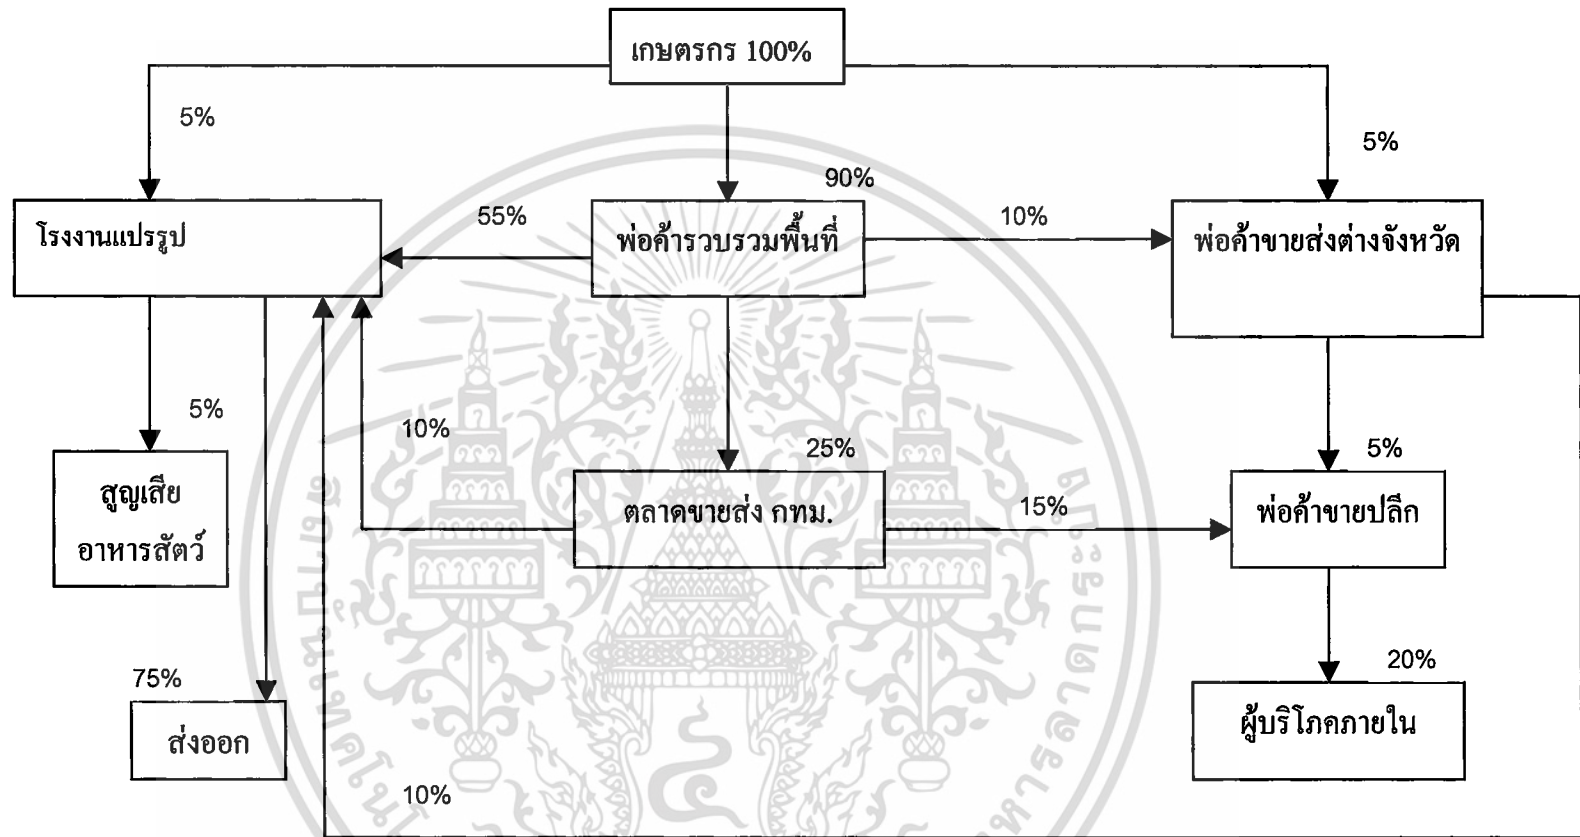 เกษตรกร 100%
5%
5%
90%
โรงงานแปรรูป
55%
พ่อค้ารวบรวมพื้นที่
10%
พ่อค้าขายส่งต่างจังหวัด
5%
10%
25%
5%
สูญเสีย
อาหารสัตว์
ตลาดขายส่ง กทม.
15%
พ่อค้าขายปลีก
75%
20%
ส่งออก
ผู้บริโภคภายใน
10%